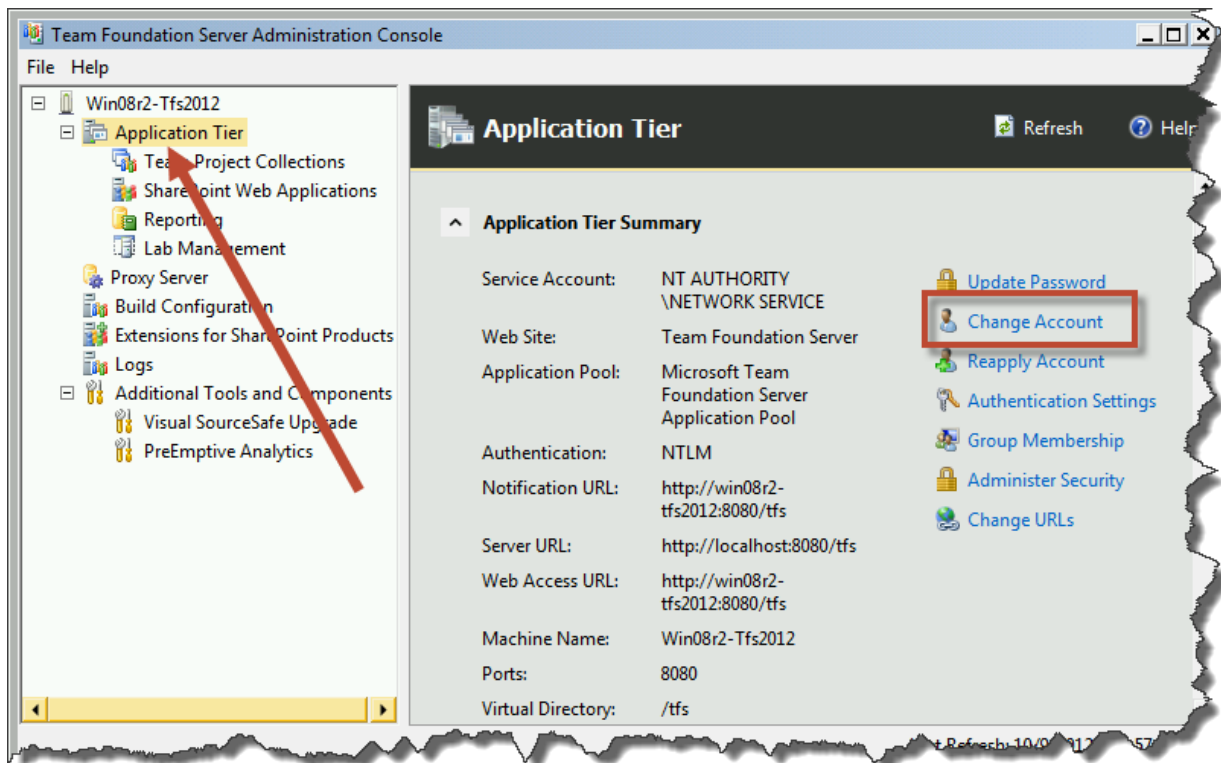 Team Foundation Server Administration Console
File Help
Win08r2-Tfs2012
Application Tier
Team Project Collections
SharePoint Web Applications
Reporting
Lab Management
Proxy Server
Build Configuration
Extensions for SharePoint Products
Logs
Additional Tools and Components
Visual SourceSafe Upgrade
PreEmptive Analytics
Application Tier
Refresh
Help
Application Tier Summary
Service Account: NT AUTHORITY
\NETWORK SERVICE
Web Site: Team Foundation Server
Application Pool: Microsoft Team
Foundation Server
Application Pool
Authentication: NTLM
Notification URL: http://win08r2-
tfs2012:8080/tfs
Server URL: http://localhost:8080/tfs
Web Access URL: http://win08r2-
tfs2012:8080/tfs
Machine Name: Win08r2-Tfs2012
Ports: 8080
Virtual Directory: /tfs
Update Password
Change Account
Reapply Account
Authentication Settings
Group Membership
Administer Security
Change URLs
Refresh: